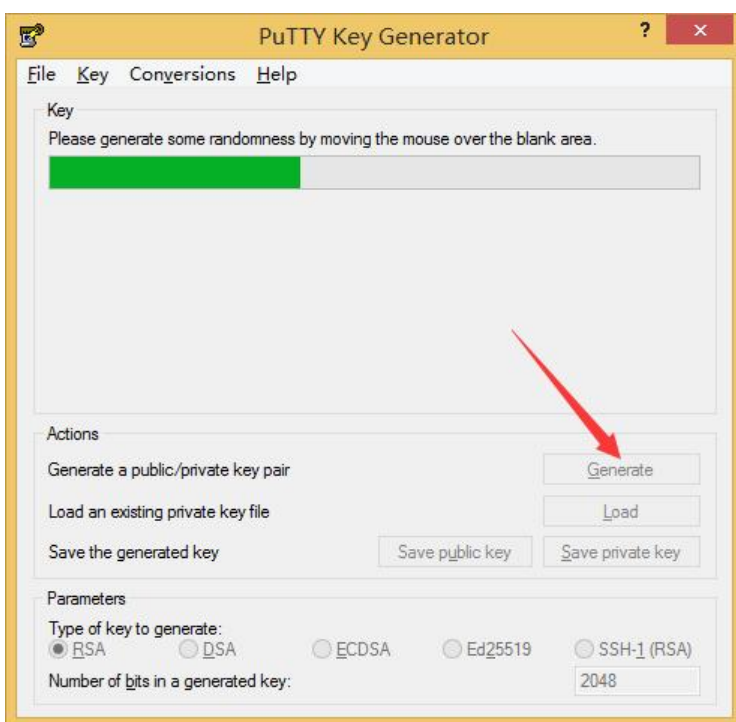 PuTTY Key Generator ? ×
File Key Conversions Help
Key
Please generate some randomness by moving the mouse over the blank area.
Actions
Generate a public/private key pair Generate
Load an existing private key file Load
Save the generated key Save public key Save private key
Parameters
Type of key to generate:
RSA DSA ECDSA Ed25519 SSH-1 (RSA)
Number of bits in a generated key: 2048